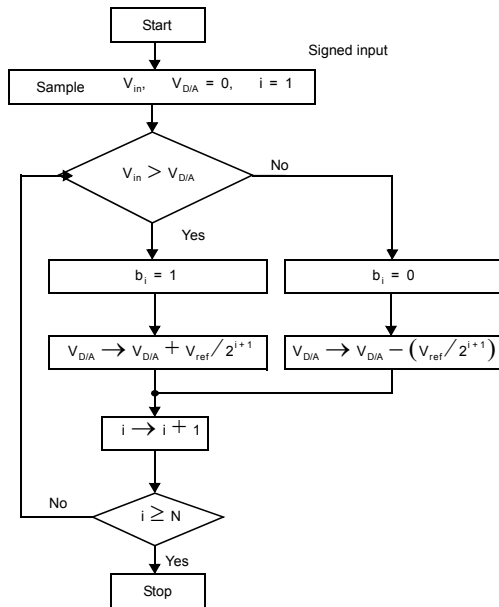 Start
Signed input
Sample V_in, V_D/A = 0, i = 1
V_in > V_D/A
No
Yes
b_i = 1
b_i = 0
V_D/A → V_D/A + V_ref / 2^{i+1}
V_D/A → V_D/A − (V_ref / 2^{i+1})
i → i + 1
No
i ≥ N
Yes
Stop